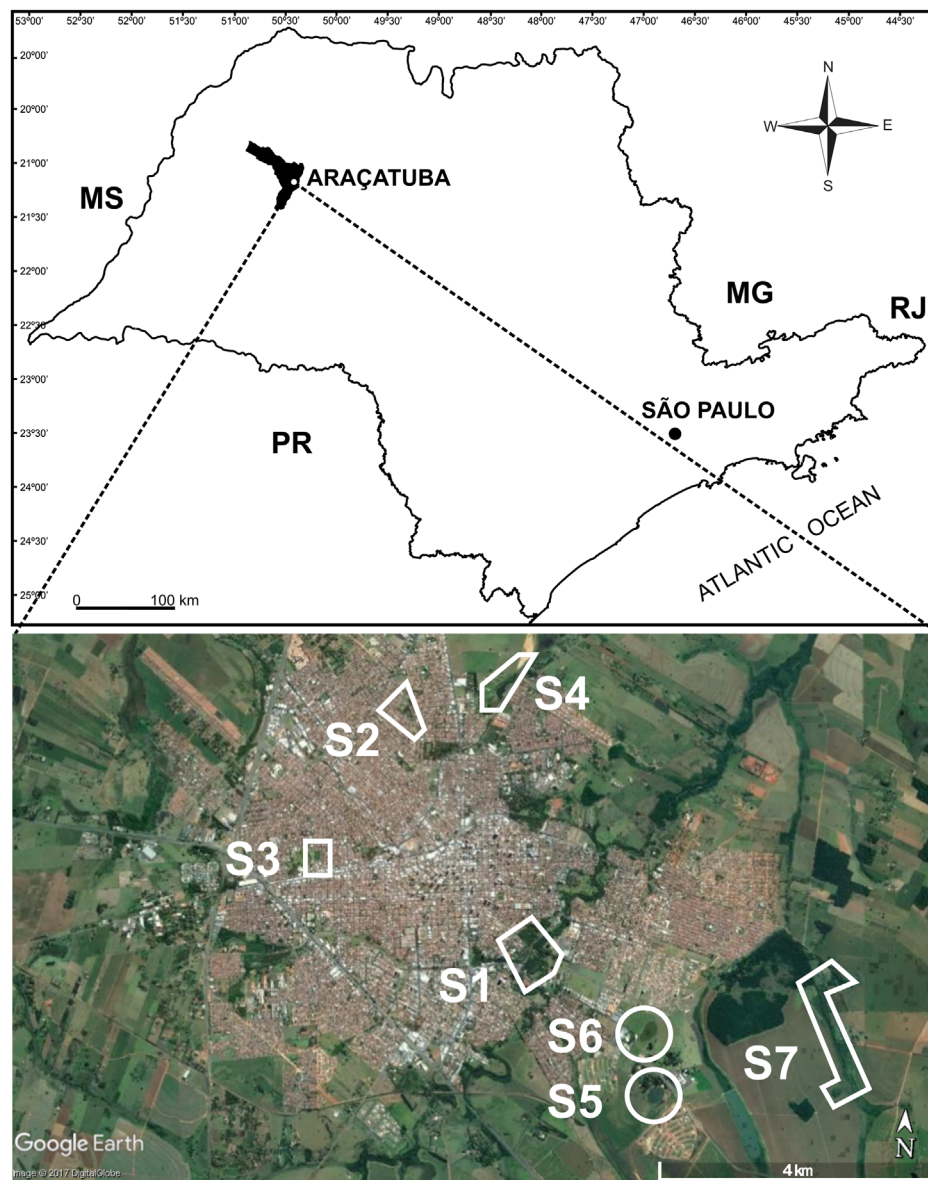 53°00' 52°00' 52°00' 51°00' 51°00' 50°30' 50°00' 49°00' 49°00' 48°30' 48°00' 47°30' 47°00' 46°30' 46°00' 45°30' 45°00' 44°30'
20°00'
N
20°00'
W E
21°00'
ARAÇATUBA
S
MS
21°30'
22°00'
MG
RJ
22°30'
23°00'
SÃO PAULO
23°30'
PR
24°00'
ATLANTIC OCEAN
24°30'
25°00'
0 100 km
S4
S2
S3
S1
S6
S7
S5
Google Earth
N
Image © 2017 DigitalGlobe
4 km